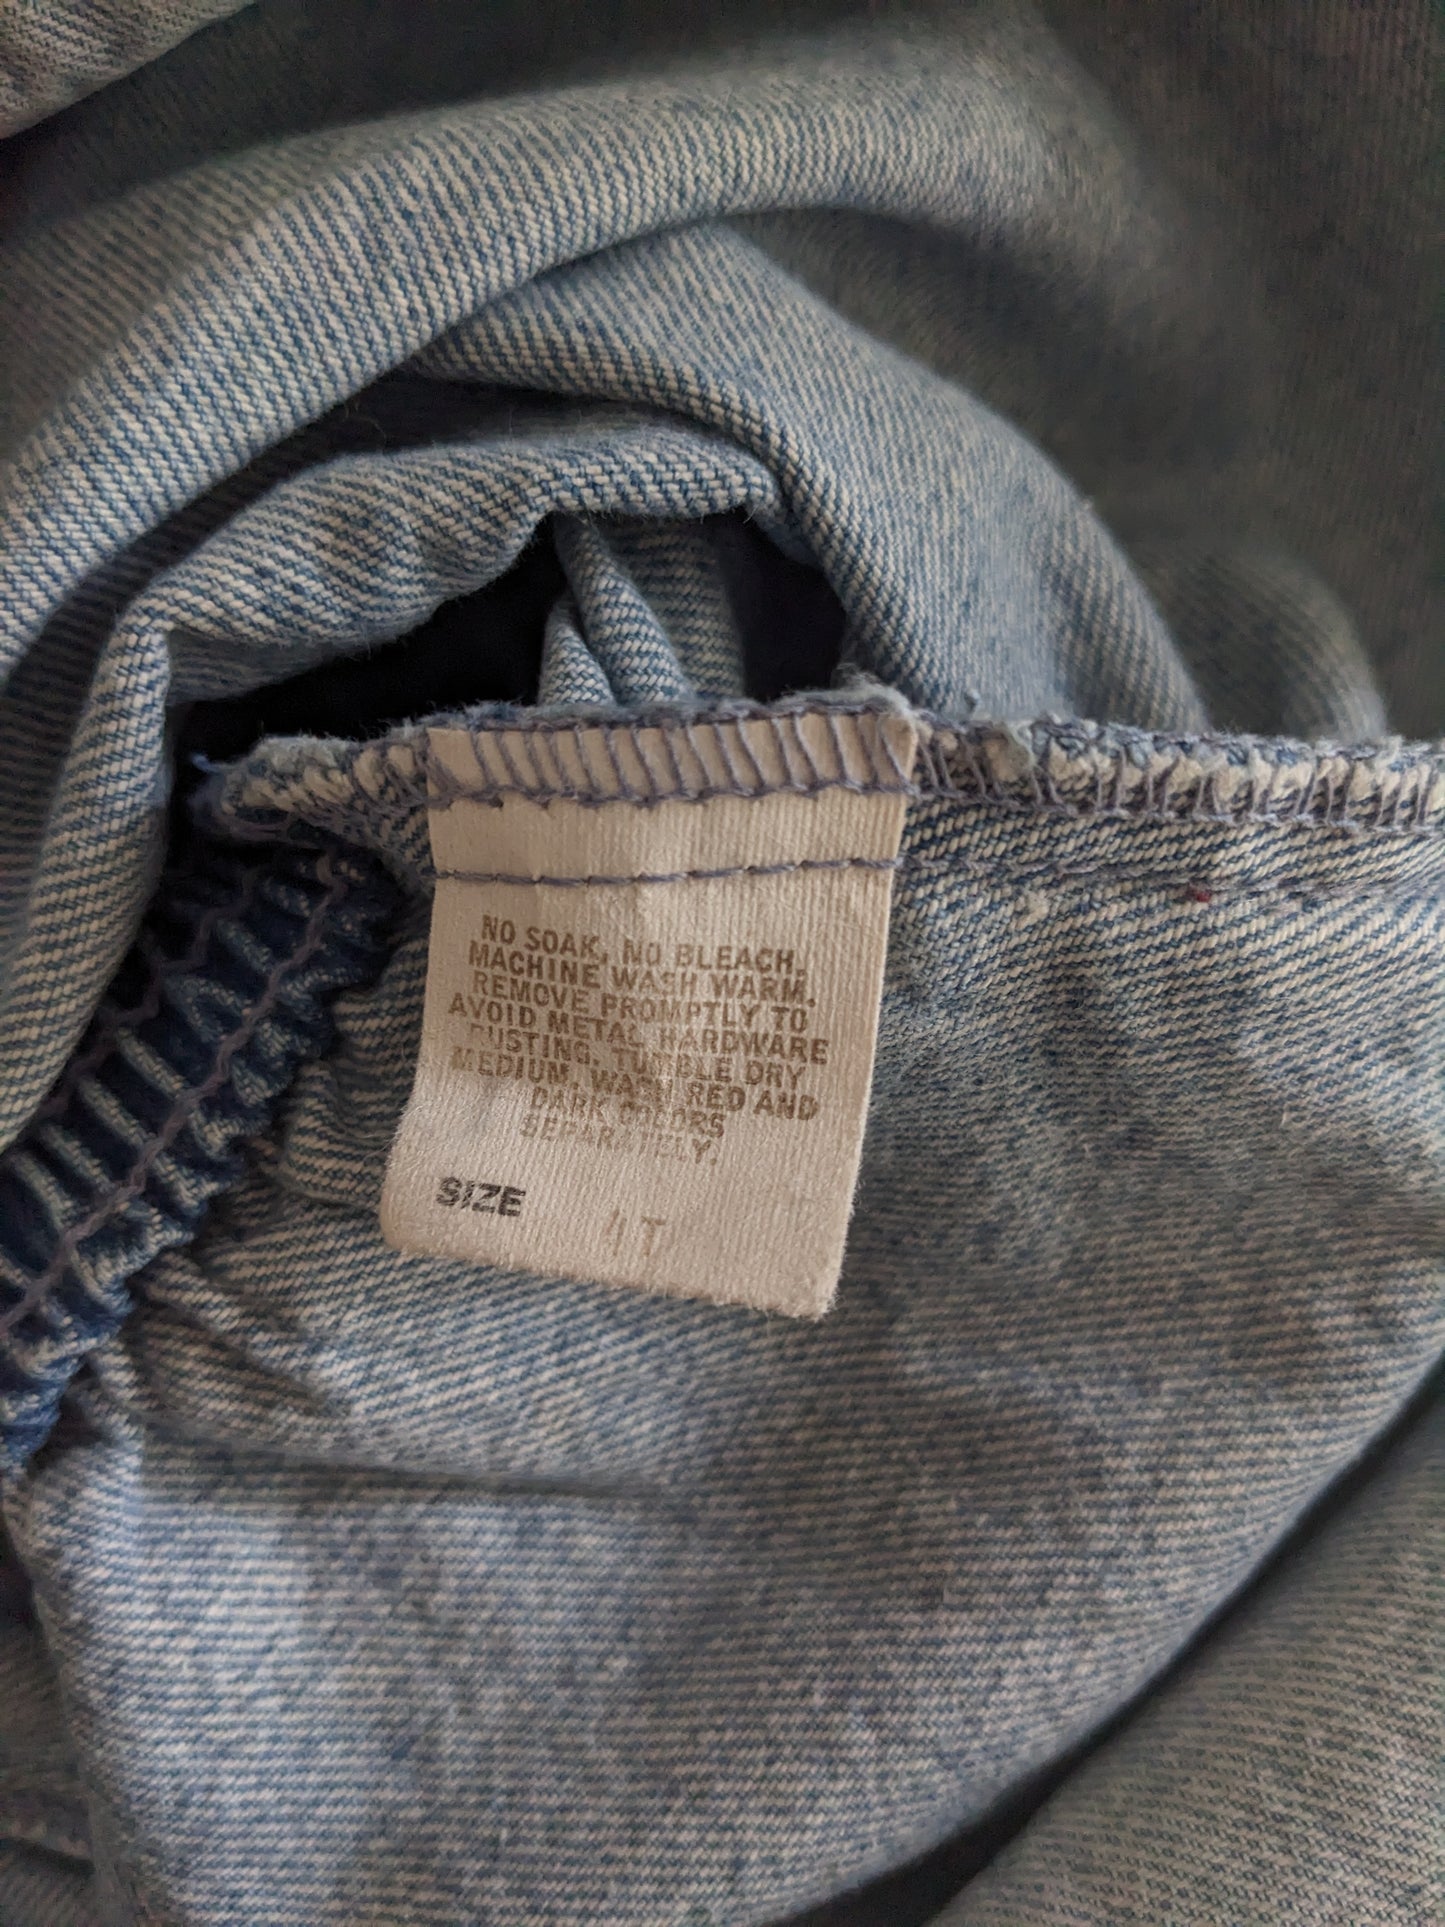 NO SOAK, NO BLEACH.
MACHINE WASH WARM.
REMOVE PROMPTLY TO
AVOID METAL HARDWARE
RUSTING. TUMBLE DRY
MEDIUM. WASH RED AND
DARK COLORS
SEPARATELY.
SIZE 4T